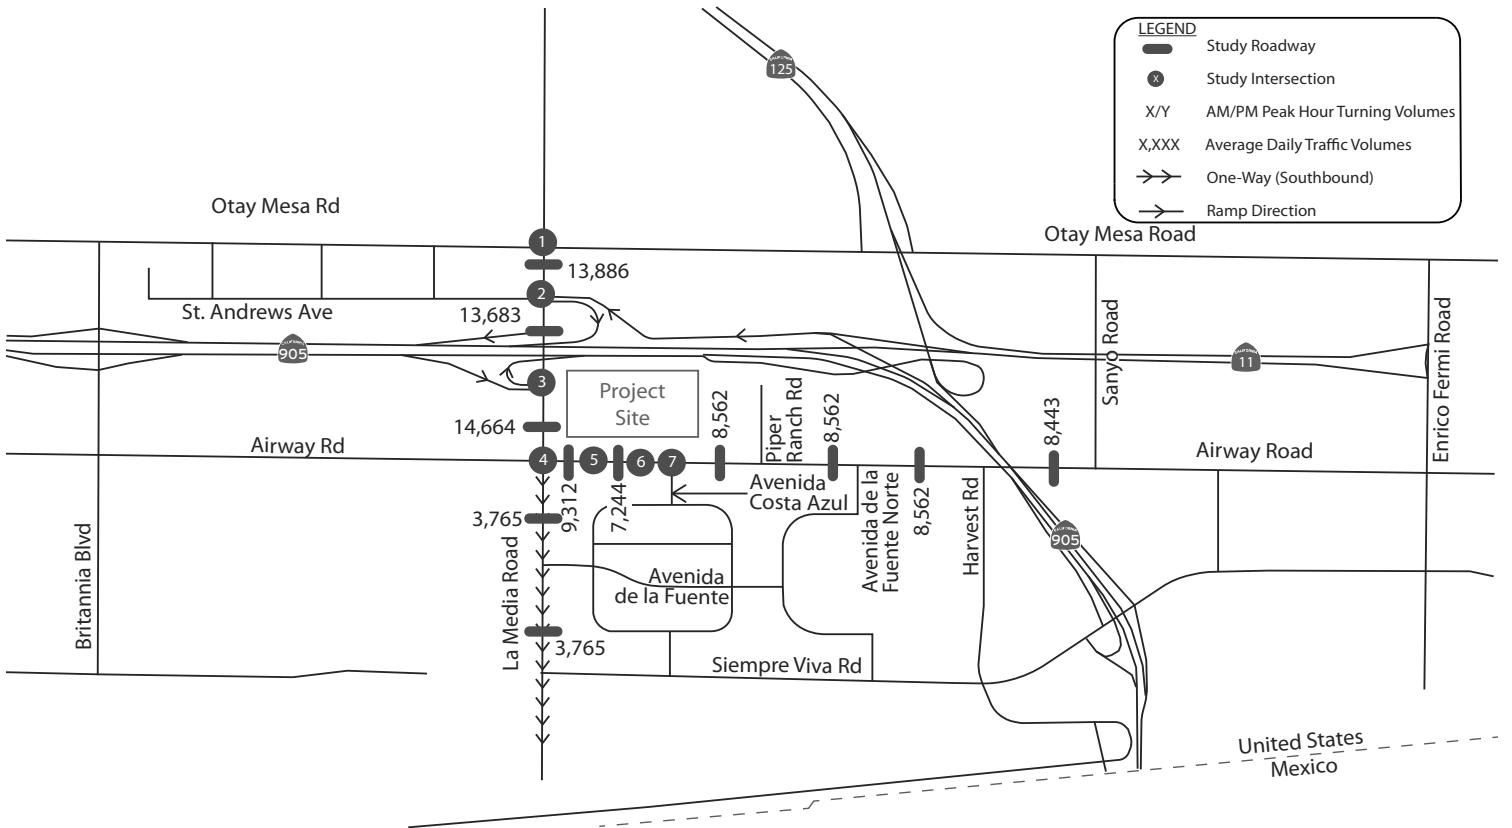 LEGEND
Study Roadway
X
Study Intersection
X/Y
AM/PM Peak Hour Turning Volumes
X,XXX
Average Daily Traffic Volumes
One-Way (Southbound)
Ramp Direction
CALIFORNIA
125
Otay Mesa Rd
Otay Mesa Road
1
13,886
2
St. Andrews Ave
13,683
CALIFORNIA
905
CALIFORNIA
11
Sanyo Road
Enrico Fermi Road
3
Project
Site
14,664
8,562
Piper
Ranch Rd
8,562
8,443
Airway Rd
Airway Road
4
5
6
7
9,312
7,244
Avenida
Costa Azul
Avenida de la
Fuente Norte
8,562
Harvest Rd
CALIFORNIA
905
3,765
Britannia Blvd
La Media Road
Avenida
de la Fuente
3,765
Siempre Viva Rd
United States
Mexico